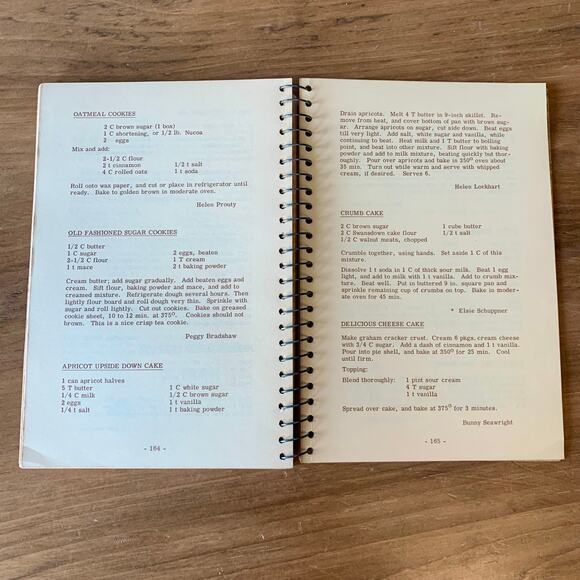 OATMEAL COOKIES
2 C brown sugar (1 box)
1 C shortening, or 1/2 lb. Nucoa
2 eggs
Mix and add:
2-1/2 C flour
2 t cinnamon 1/2 t salt
4 C rolled oats 1 t soda
Roll onto wax paper, and cut or place in refrigerator until
ready. Bake to golden brown in moderate oven.
Helen Prouty
OLD FASHIONED SUGAR COOKIES
1/2 C butter
1 C sugar 2 eggs, beaten
2-1/2 C flour 1 T cream
1 t mace 2 t baking powder
Cream butter; add sugar gradually. Add beaten eggs and
cream. Sift flour, baking powder and mace, and add to
creamed mixture. Refrigerate dough several hours. Then
lightly flour board and roll dough very thin. Sprinkle with
sugar and roll lightly. Cut out cookies. Bake on greased
cookie sheet, 10 to 12 min. at 375°. Cookies should not
brown. This is a nice crisp tea cookie.
Peggy Bradshaw
APRICOT UPSIDE DOWN CAKE
1 can apricot halves
5 T butter 1 C white sugar
1/4 C milk 1/2 C brown sugar
2 eggs 1 t vanilla
1/4 t salt 1 t baking powder
- 164 -
Drain apricots. Melt 4 T butter in 9-inch skillet. Re-
move from heat, and cover bottom of pan with brown sug-
ar. Arrange apricots on sugar, cut side down. Beat eggs
till very light. Add salt, white sugar and vanilla, while
continuing to beat. Heat milk and 1 T butter to boiling
point, and beat into other mixture. Sift flour with baking
powder and add to milk mixture, beating quickly but thor-
oughly. Pour over apricots and bake in 350° oven about
35 min. Turn out while warm and serve with whipped
cream, if desired. Serves 6.
Helen Lockhart
CRUMB CAKE
2 C brown sugar 1 cube butter
2 C Swansdown cake flour 1/2 t salt
1/2 C walnut meats, chopped
Crumble together, using hands. Set aside 1 C of this
mixture.
Dissolve 1 t soda in 1 C of thick sour milk. Beat 1 egg
light, and add to milk with 1 t vanilla. Add to crumb mix-
ture. Beat well. Put in buttered 9 in. square pan and
sprinkle remaining cup of crumbs on top. Bake in moder-
ate oven for 45 min.
* Elsie Schuppner
DELICIOUS CHEESE CAKE
Make graham cracker crust. Cream 6 pkgs. cream cheese
with 3/4 C sugar. Add a dash of cinnamon and 1 t vanilla.
Pour into pie shell, and bake at 350° for 25 min. Cool
until firm.
Topping:
Blend thoroughly: 1 pint sour cream
4 T sugar
1 t vanilla
Spread over cake, and bake at 375° for 3 minutes.
Bunny Seawright
- 165 -